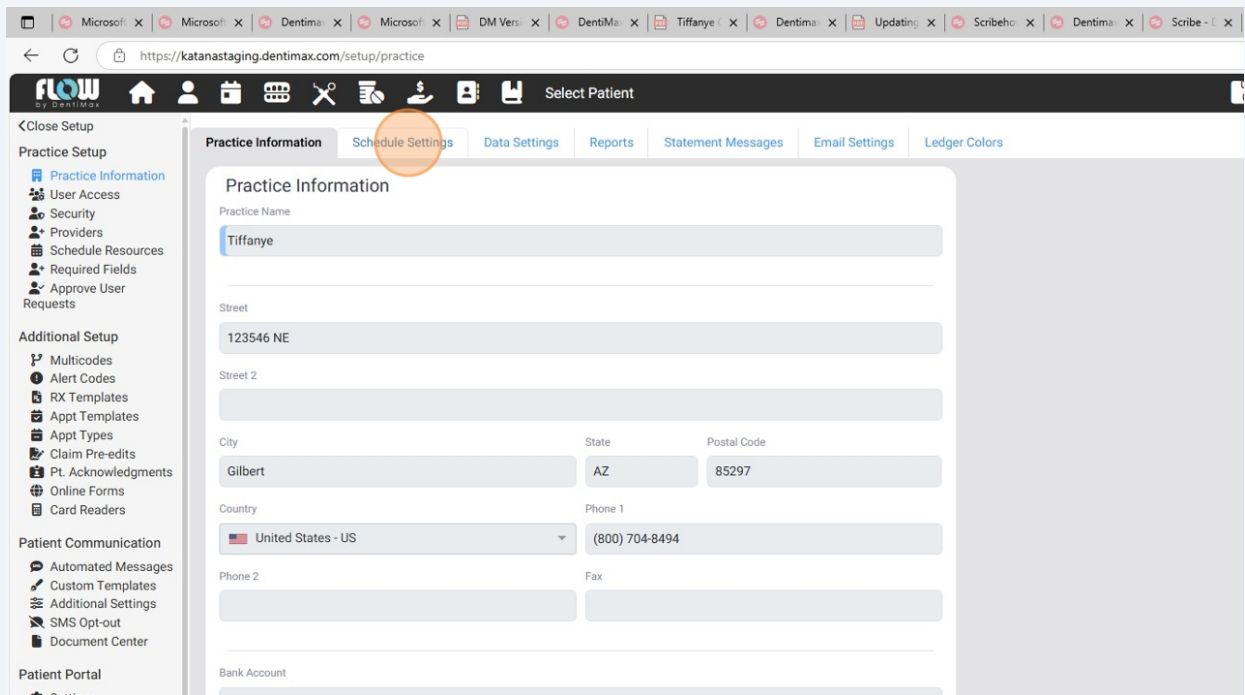 Microsoft Microsoft Dentimax Microsoft DM Versi DentiMax Tiffanye Dentimax Updating Scribehow Dentimax Scribe -
https://katanastaging.dentimax.com/setup/practice
FLOW
by DentiMax
Select Patient
Close Setup
Practice Setup
Practice Information
User Access
Security
Providers
Schedule Resources
Required Fields
Approve User
Requests
Additional Setup
Multicodes
Alert Codes
RX Templates
Appt Templates
Appt Types
Claim Pre-edits
Pt. Acknowledgments
Online Forms
Card Readers
Patient Communication
Automated Messages
Custom Templates
Additional Settings
SMS Opt-out
Document Center
Patient Portal
Practice Information Schedule Settings Data Settings Reports Statement Messages Email Settings Ledger Colors
Practice Information
Practice Name
Tiffanye
Street
123546 NE
Street 2
City State Postal Code
Gilbert AZ 85297
Country Phone 1
United States - US (800) 704-8494
Phone 2 Fax
Bank Account